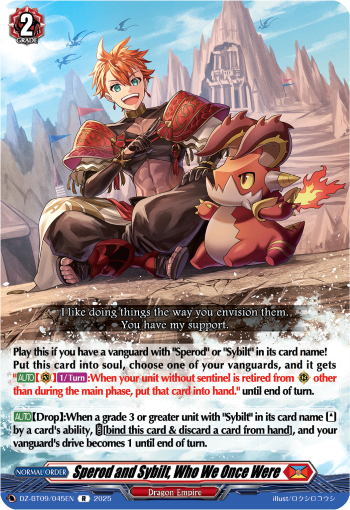 2
GRADE
I like doing things the way you envision them.
You have my support.
Play this if you have a vanguard with "Sperod" or "Sybilt" in its card name!
Put this card into soul, choose one of your vanguards, and it gets
"AUTO 1/Turn:When your unit without sentinel is retired from other
than during the main phase, put that card into hand." until end of turn.
AUTO[Drop]:When a grade 3 or greater unit with "Sybilt" in its card name
by a card's ability, [bind this card & discard a card from hand], and your
vanguard's drive becomes 1 until end of turn.
NORMAL ORDER
Sperod and Sybilt, Who We Once Were
Dragon Empire
DZ-BT09/045EN R 2025
illust/ロクシロコウシ